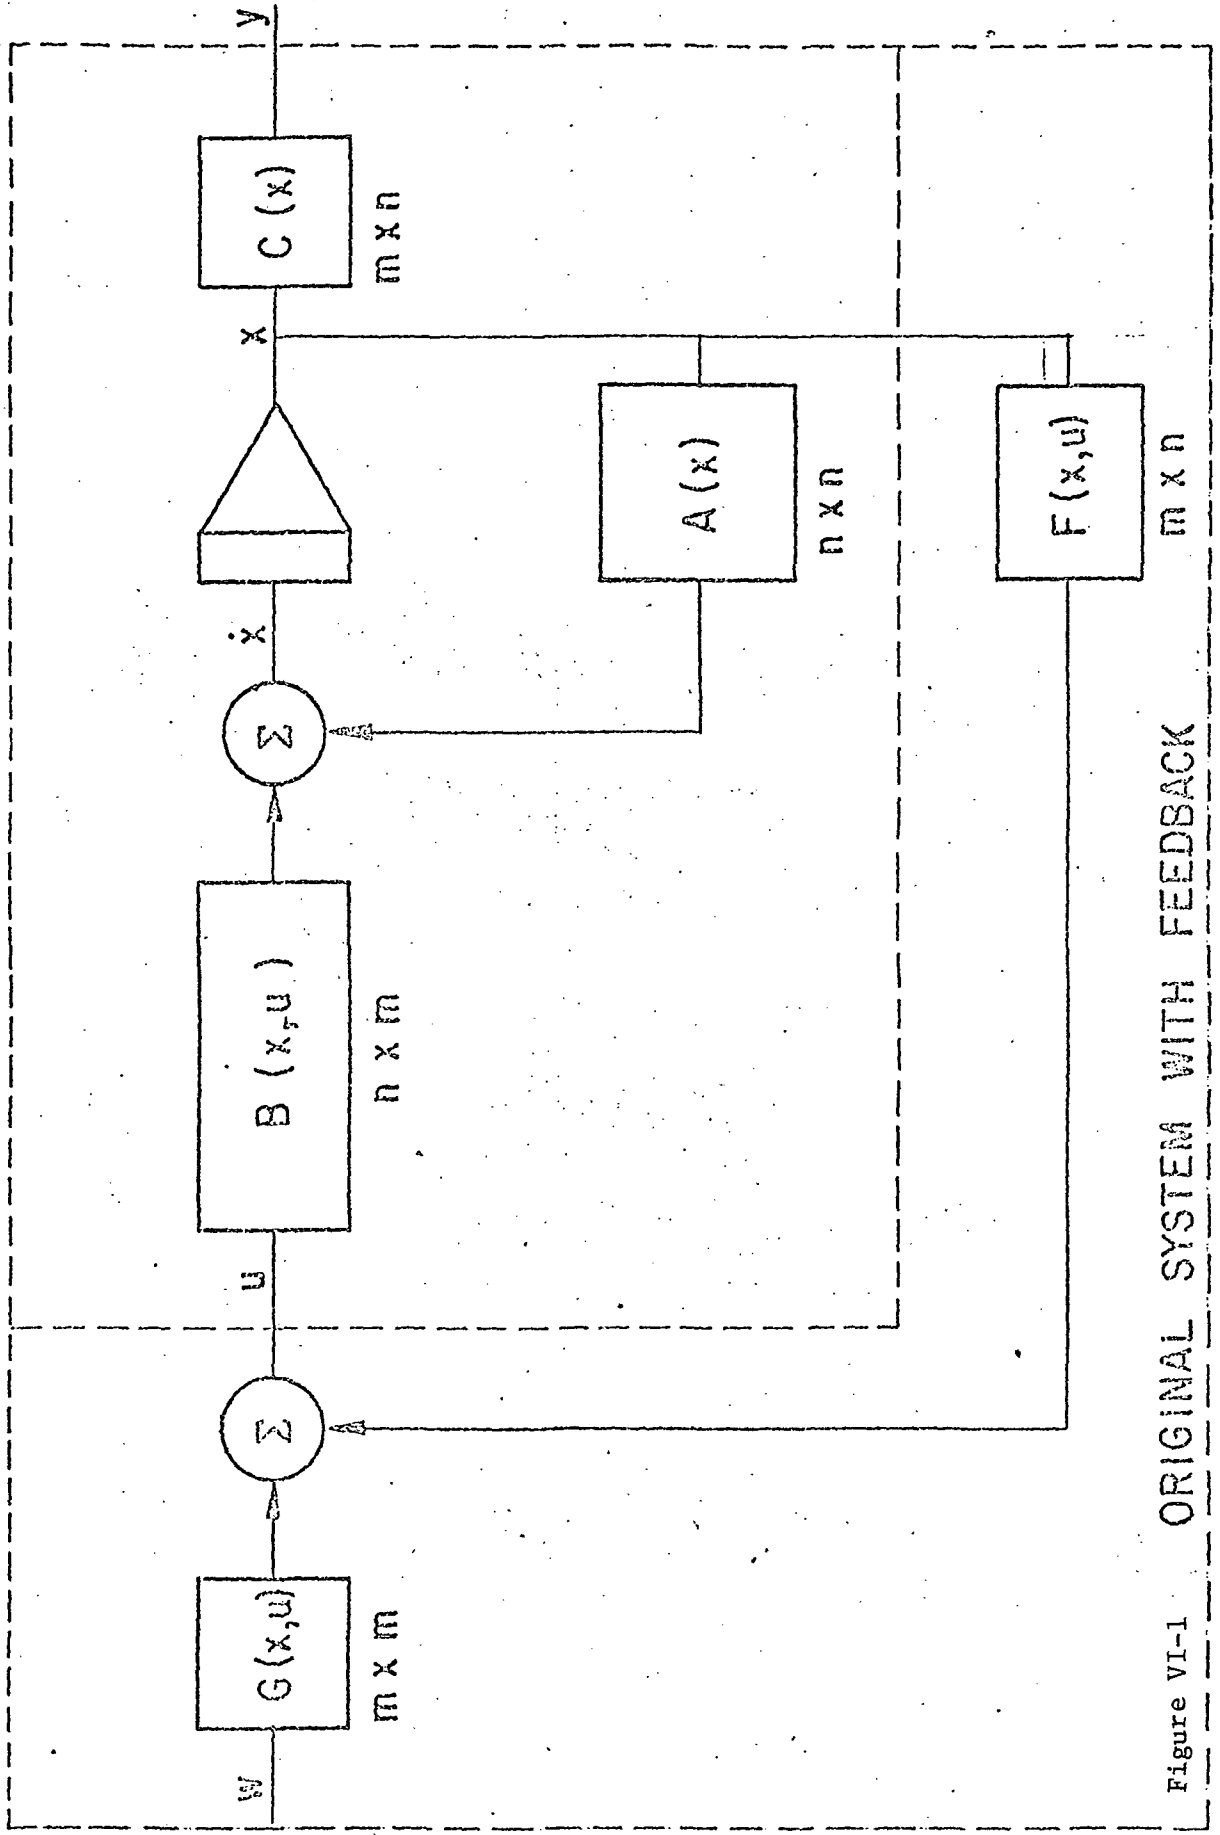 w
G(x,u)
m x m
Σ
u
B (x,u)
n x m
Σ
ẋ
x
C (x)
m x n
y
A (x)
n x n
F(x,u)
m x n
Figure VI-1 ORIGINAL SYSTEM WITH FEEDBACK